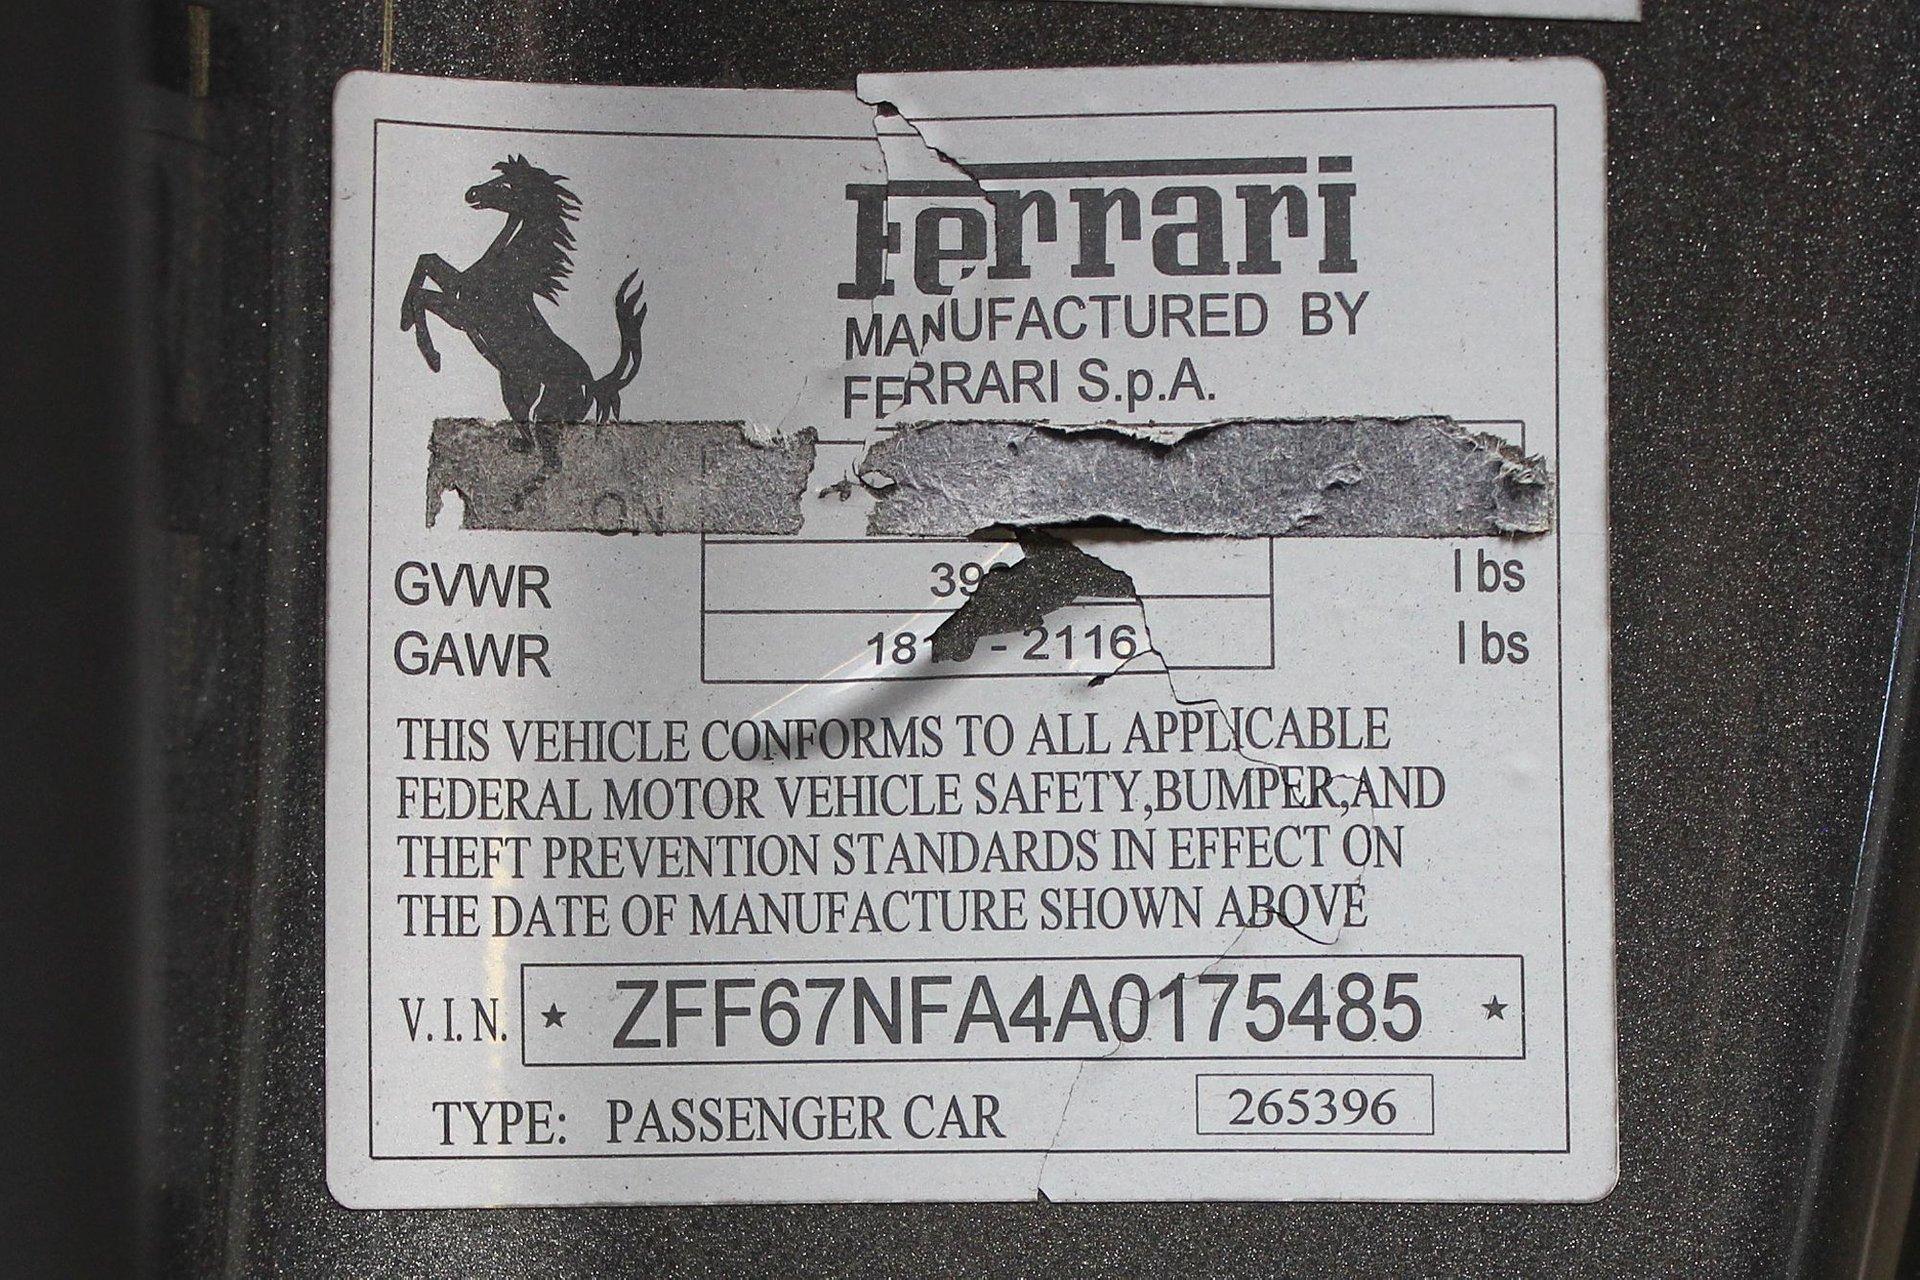 Ferrari
MANUFACTURED BY
FERRARI S.p.A.
GVWR lbs
GAWR - 2116 lbs
THIS VEHICLE CONFORMS TO ALL APPLICABLE
FEDERAL MOTOR VEHICLE SAFETY,BUMPER,AND
THEFT PREVENTION STANDARDS IN EFFECT ON
THE DATE OF MANUFACTURE SHOWN ABOVE
V.I.N. ★ ZFF67NFA4A0175485 ★
TYPE: PASSENGER CAR 265396